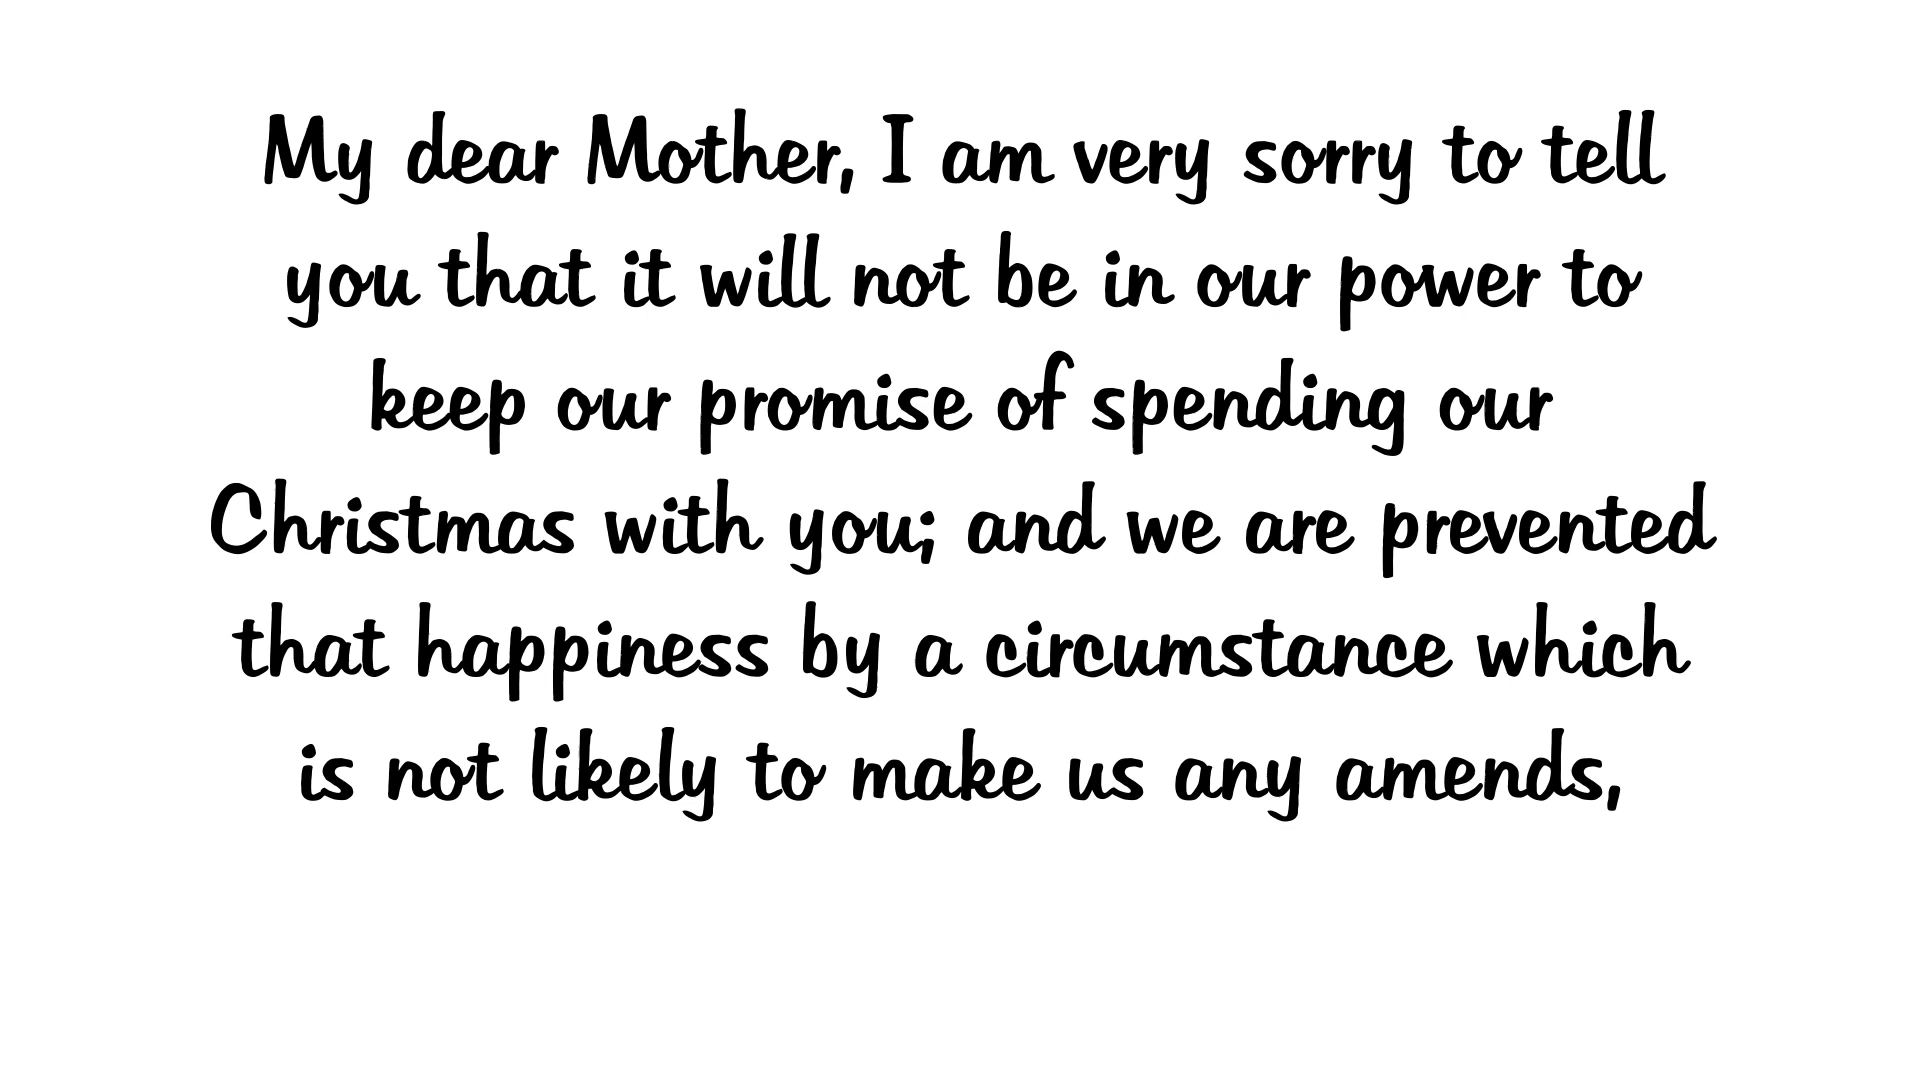 My dear Mother, I am very sorry to tell
you that it will not be in our power to
keep our promise of spending our
Christmas with you; and we are prevented
that happiness by a circumstance which
is not likely to make us any amends,